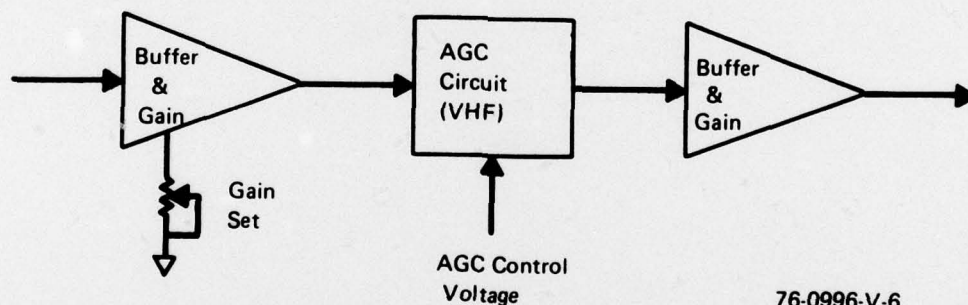 Buffer
&
Gain
AGC
Circuit
(VHF)
Buffer
&
Gain
Gain
Set
AGC Control
Voltage
76-0996-V-6